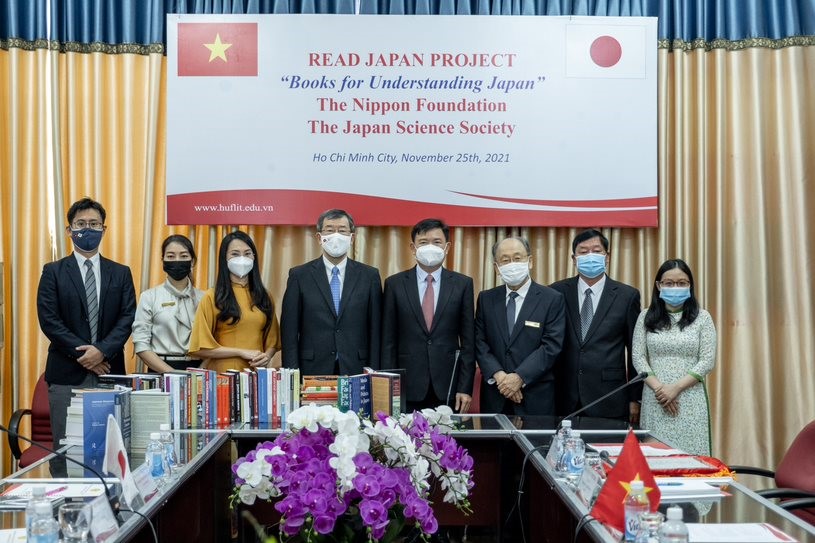 READ JAPAN PROJECT
“Books for Understanding Japan”
The Nippon Foundation
The Japan Science Society
Ho Chi Minh City, November 25th, 2021
www.huflit.edu.vn